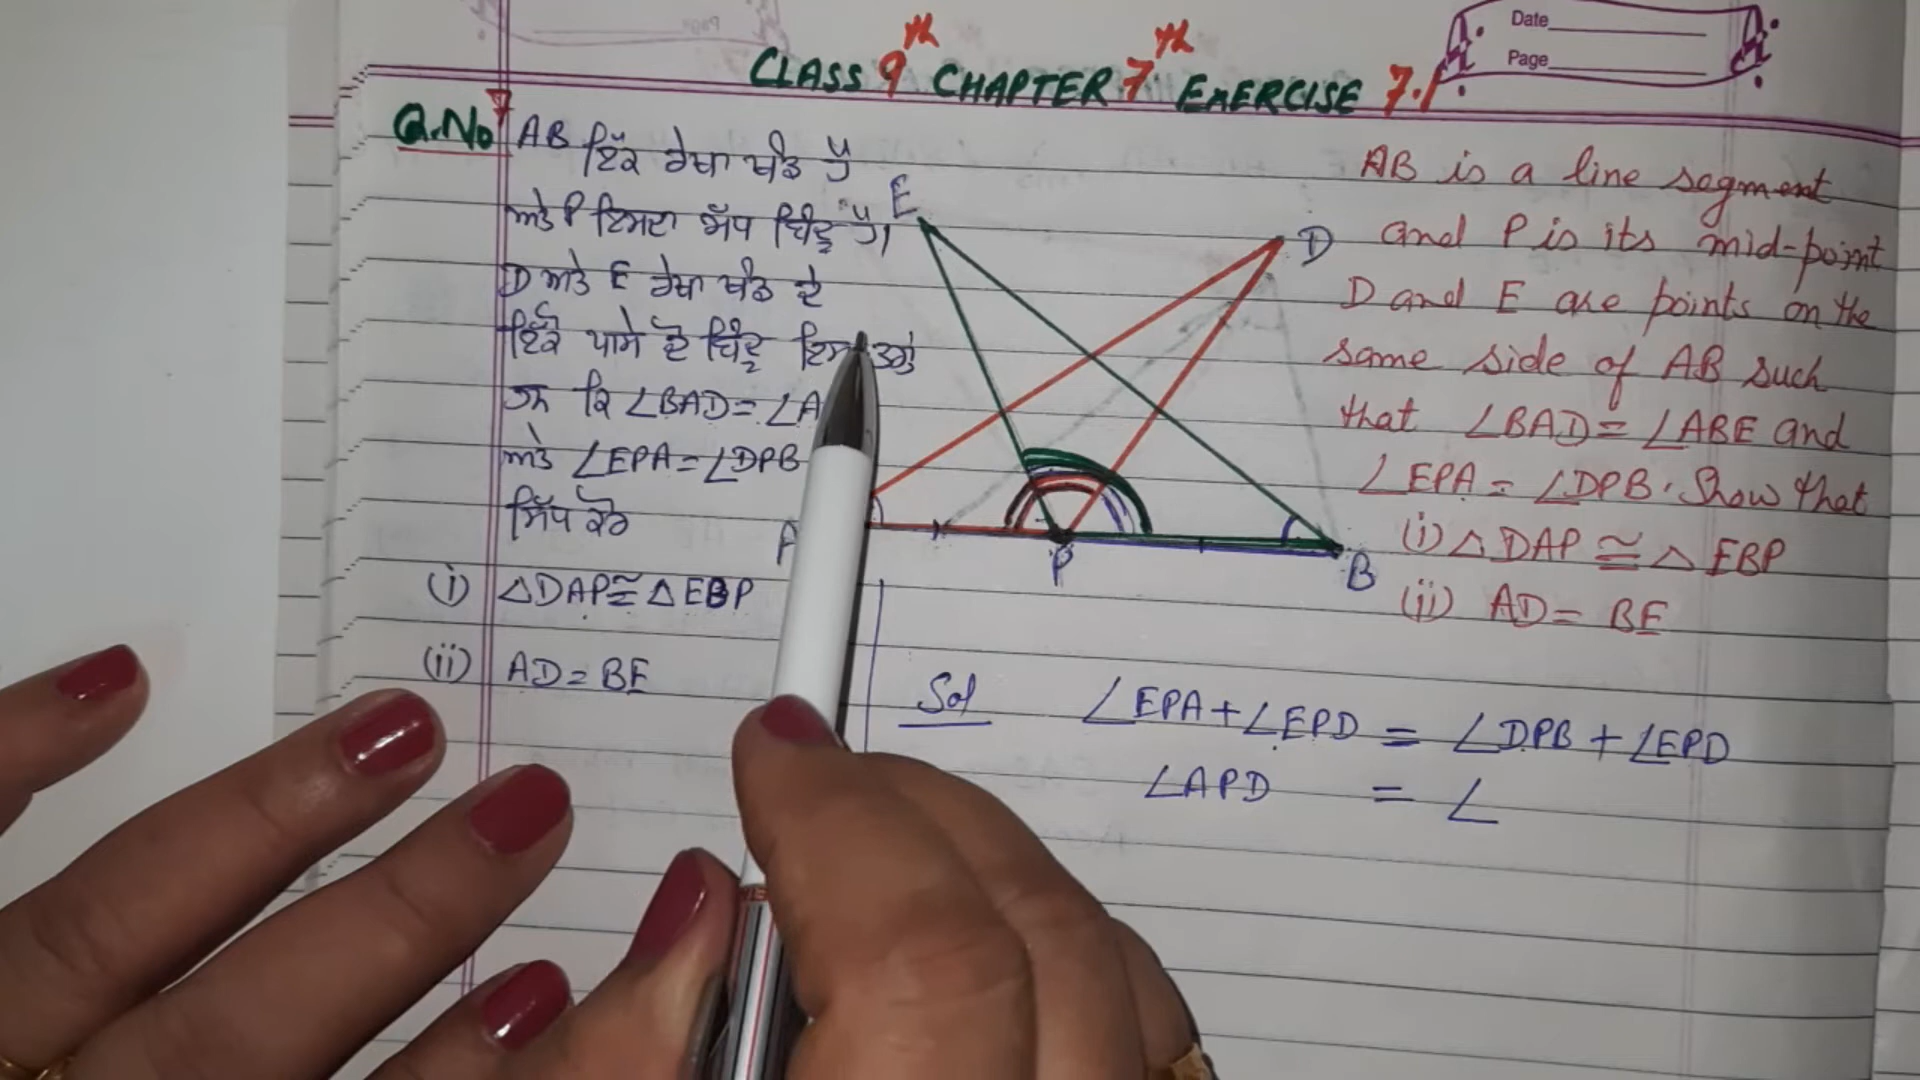 Date
Page
CLASS 9th CHAPTER 7th EXERCISE 7.1
Q.No
AB ਇੱਕ ਰੇਖਾ ਖੰਡ ਹੈ
ਅਤੇ P ਇਸਦਾ ਮੱਧ ਬਿੰਦੂ ਹੈ।
D ਅਤੇ E ਰੇਖਾ ਖੰਡ ਦੇ
ਇੱਕੋ ਪਾਸੇ ਦੋ ਬਿੰਦੂ
ਹਨ ਕਿ ∠BAD = ∠A
ਅਤੇ ∠EPA = ∠DPB
ਸਿੱਧ ਕਰੋ
(i) △DAP ≅ △EBP
(ii) AD = BE
E
D
A
P
B
AB is a line segment
and P is its mid-point
D and E are points on the
same side of AB such
that ∠BAD = ∠ABE and
∠EPA = ∠DPB. Show that
(i) △DAP ≅ △EBP
(ii) AD = BE
Sol ∠EPA + ∠EPD = ∠DPB + ∠EPD
∠APD = ∠